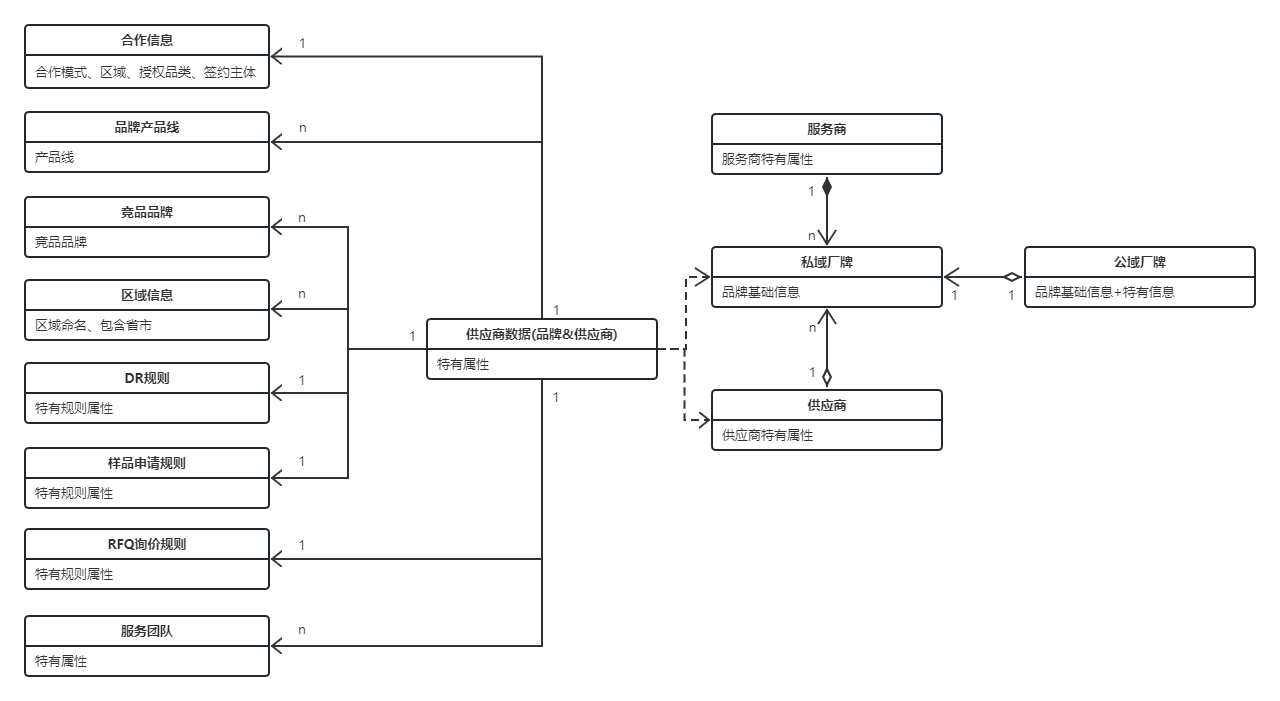 合作信息
合作模式、区域、授权品类、签约主体
1
品牌产品线
产品线
n
竞品品牌
竞品品牌
n
区域信息
区域命名、包含省市
n
DR规则
特有规则属性
1
样品申请规则
特有规则属性
1
RFQ询价规则
特有规则属性
1
服务团队
特有属性
n
1
1
供应商数据(品牌&供应商)
特有属性
1
服务商
服务商特有属性
1
n
私域厂牌
品牌基础信息
1
1
公域厂牌
品牌基础信息+特有信息
n
1
供应商
供应商特有属性